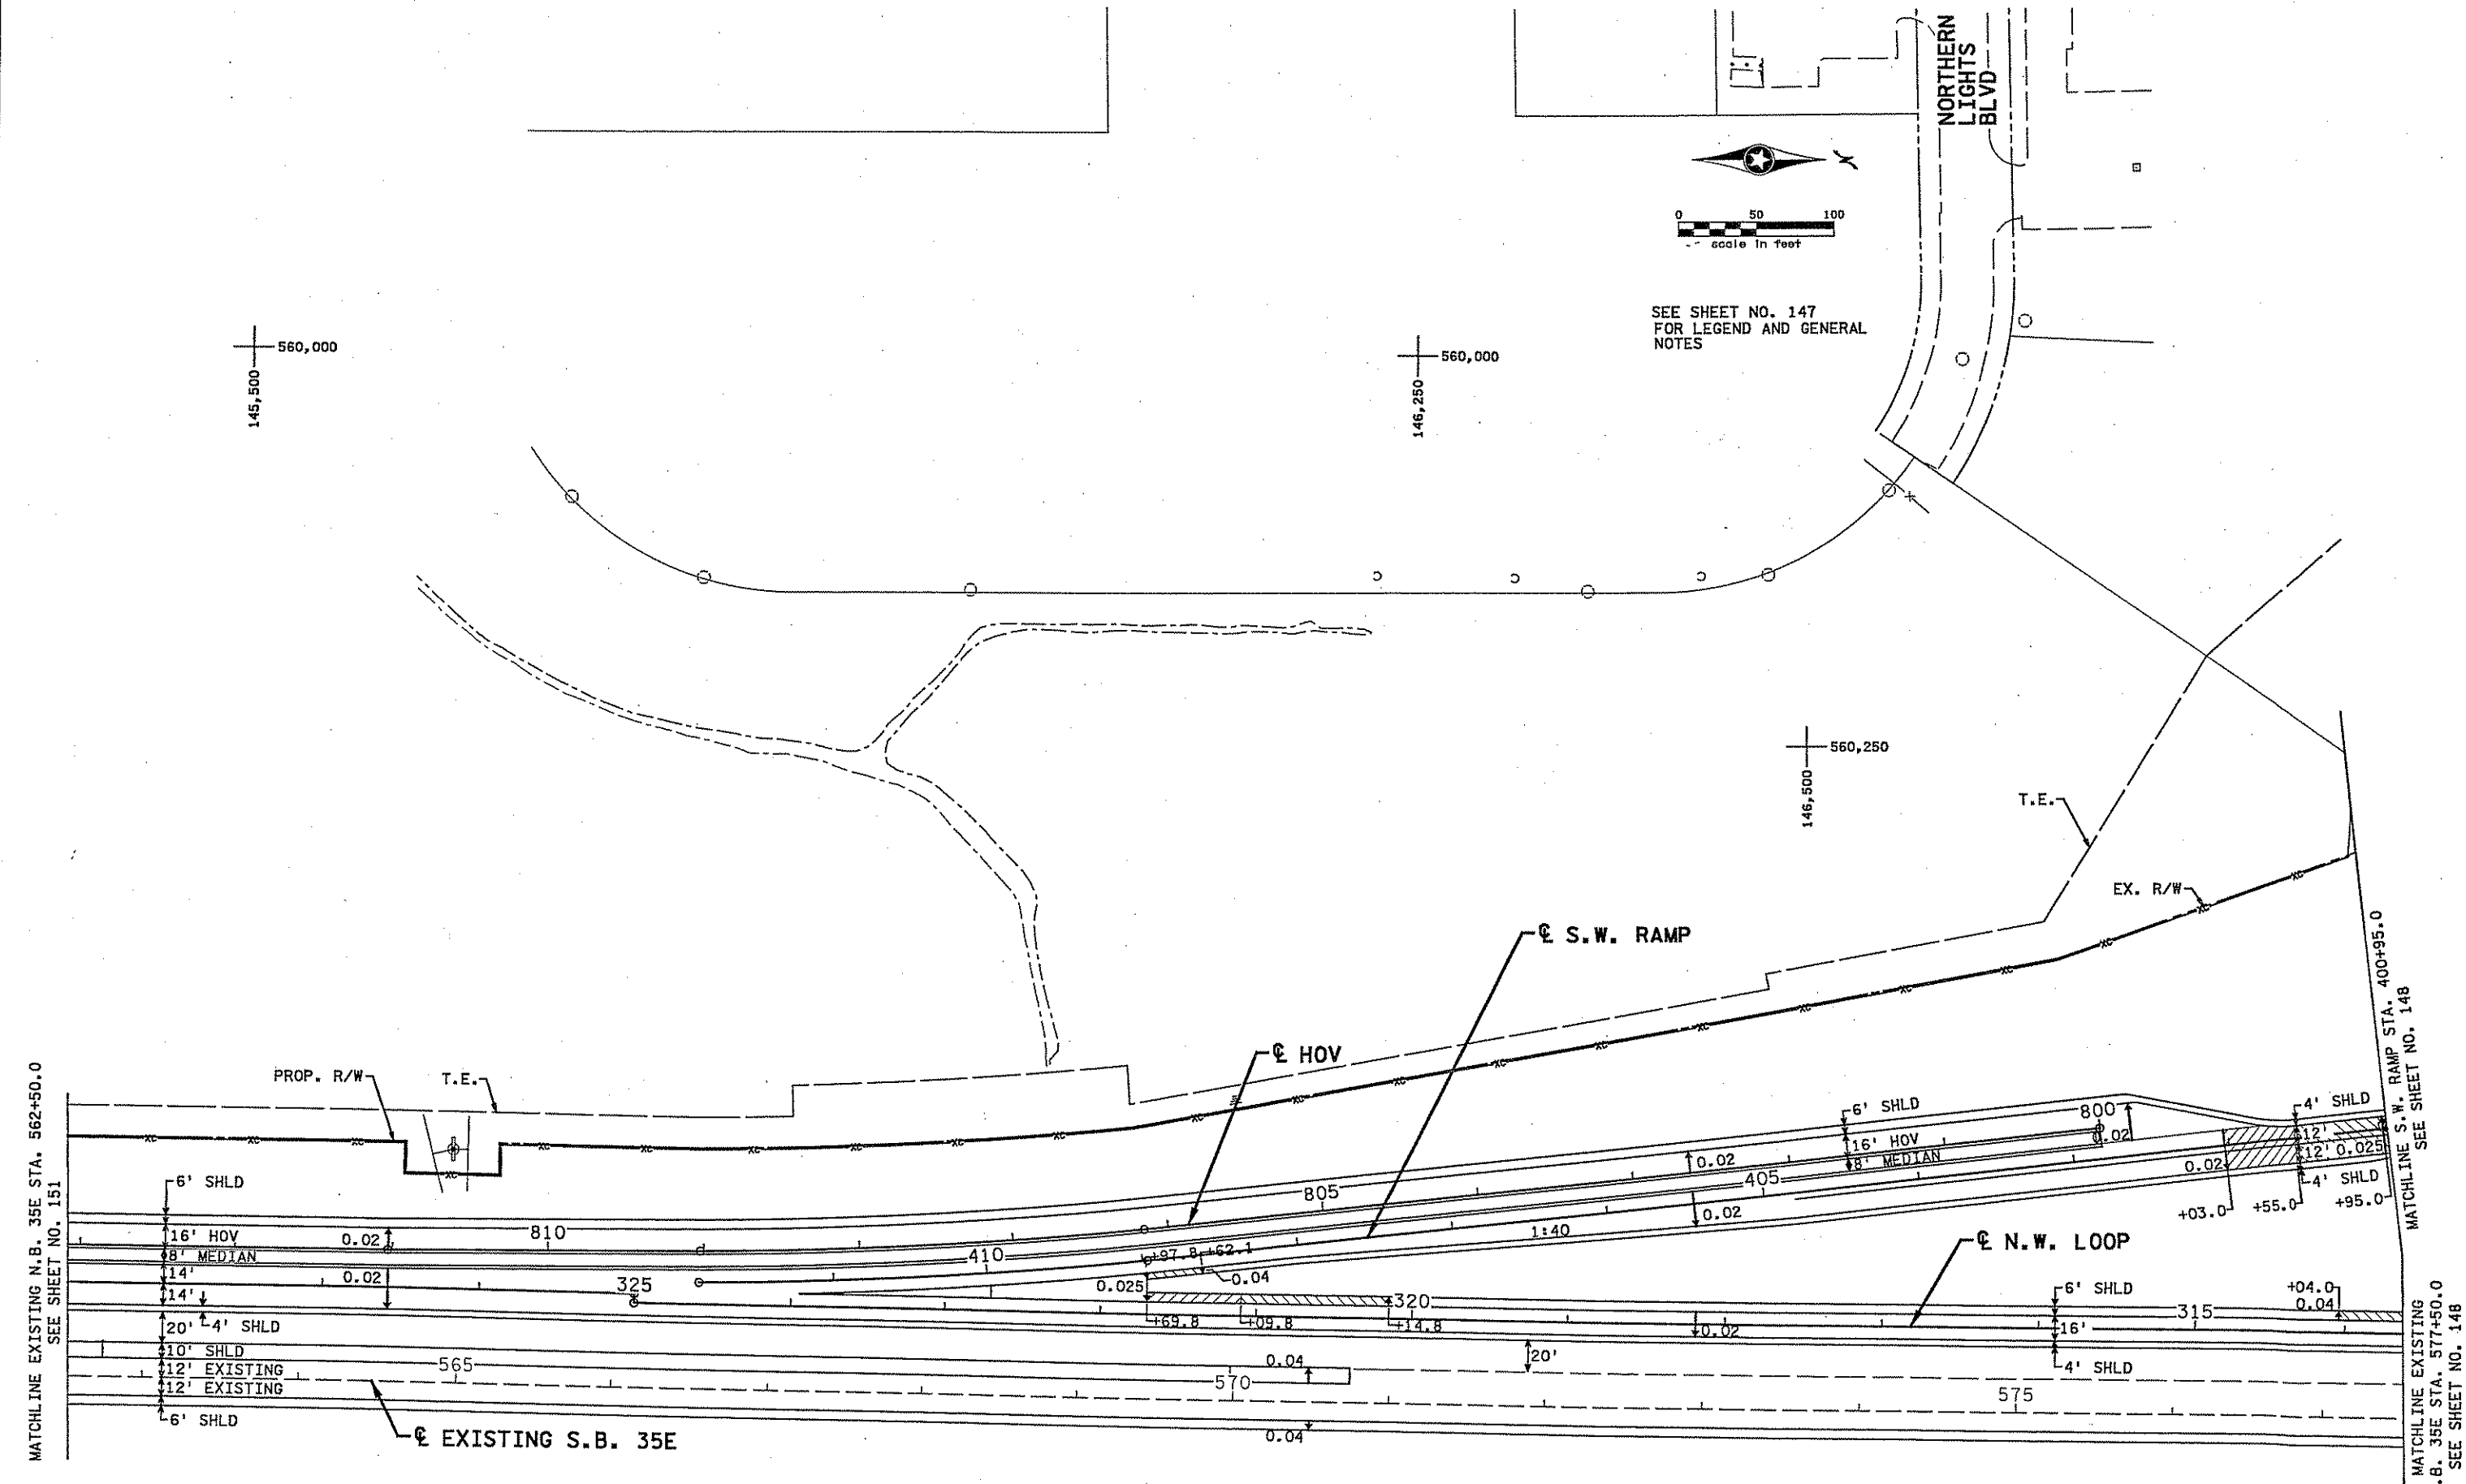 NORTHERN
LIGHTS
BLVD
0 50 100
scale in feet
SEE SHEET NO. 147
FOR LEGEND AND GENERAL
NOTES
560,000
145,500
560,000
146,250
560,250
146,500
T.E.
EX. R/W
℄ S.W. RAMP
℄ HOV
PROP. R/W
T.E.
MATCHLINE EXISTING N.B. 35E STA. 562+50.0
SEE SHEET NO. 151
MATCHLINE S.W. RAMP STA. 400+95.0
SEE SHEET NO. 148
6' SHLD
16' HOV
8' MEDIAN
14'
14'
4' SHLD
20'
10' SHLD
12' EXISTING
12' EXISTING
6' SHLD
0.02
0.02
810
325
565
℄ EXISTING S.B. 35E
410
805
405
800
+97.8
+62.1
0.04
0.025
320
+69.8
+09.8
+14.8
0.02
1:40
0.02
0.02
6' SHLD
16' HOV
8' MEDIAN
0.02
4' SHLD
12'
12' 0.025
4' SHLD
0.02
+03.0
+55.0
+95.0
℄ N.W. LOOP
6' SHLD
16'
4' SHLD
315
+04.0
0.04
20'
0.04
570
0.04
575
MATCHLINE EXISTING
.B. 35E STA. 577+50.0
SEE SHEET NO. 148